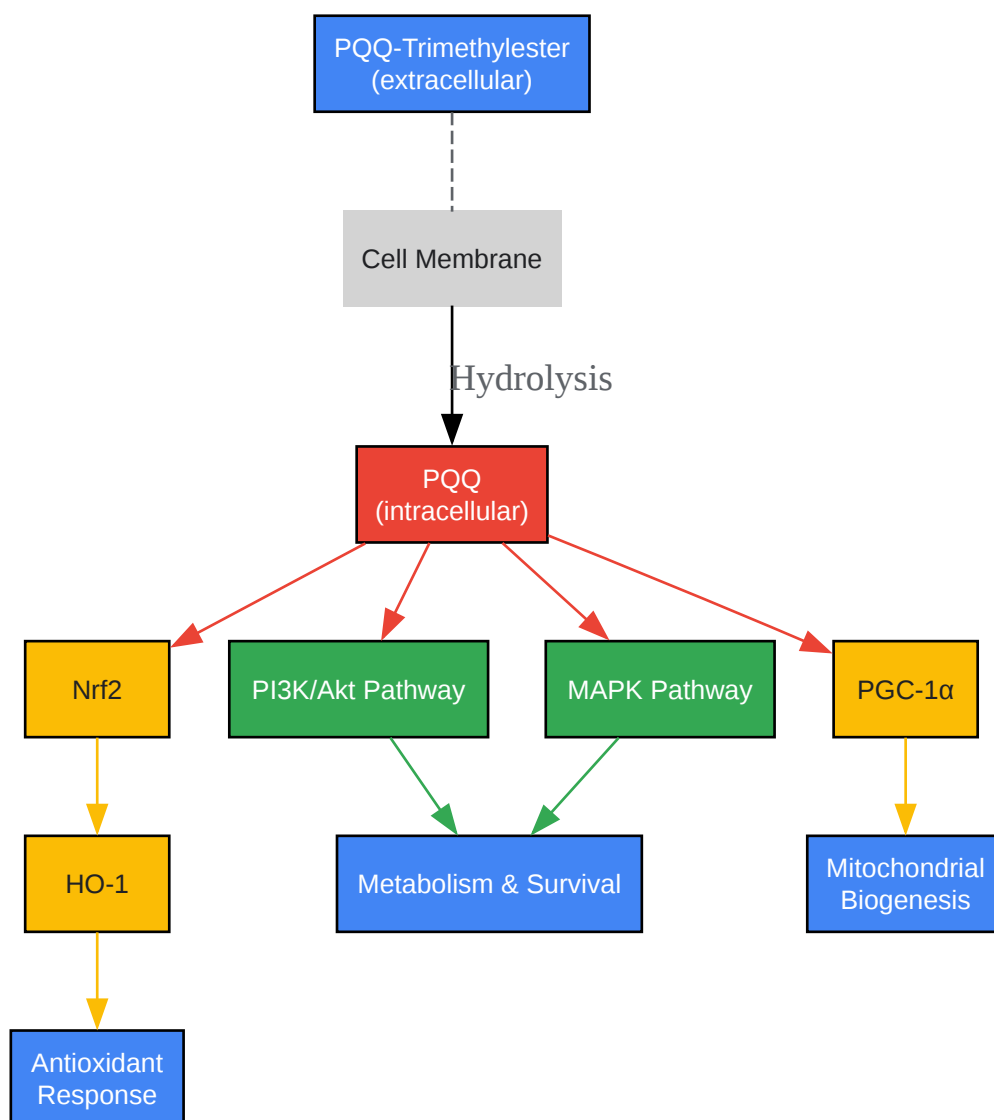 PQQ-Trimethylester
(extracellular)
Cell Membrane
Hydrolysis
PQQ
(intracellular)
Nrf2
PI3K/Akt Pathway
MAPK Pathway
PGC-1α
HO-1
Metabolism & Survival
Mitochondrial
Biogenesis
Antioxidant
Response